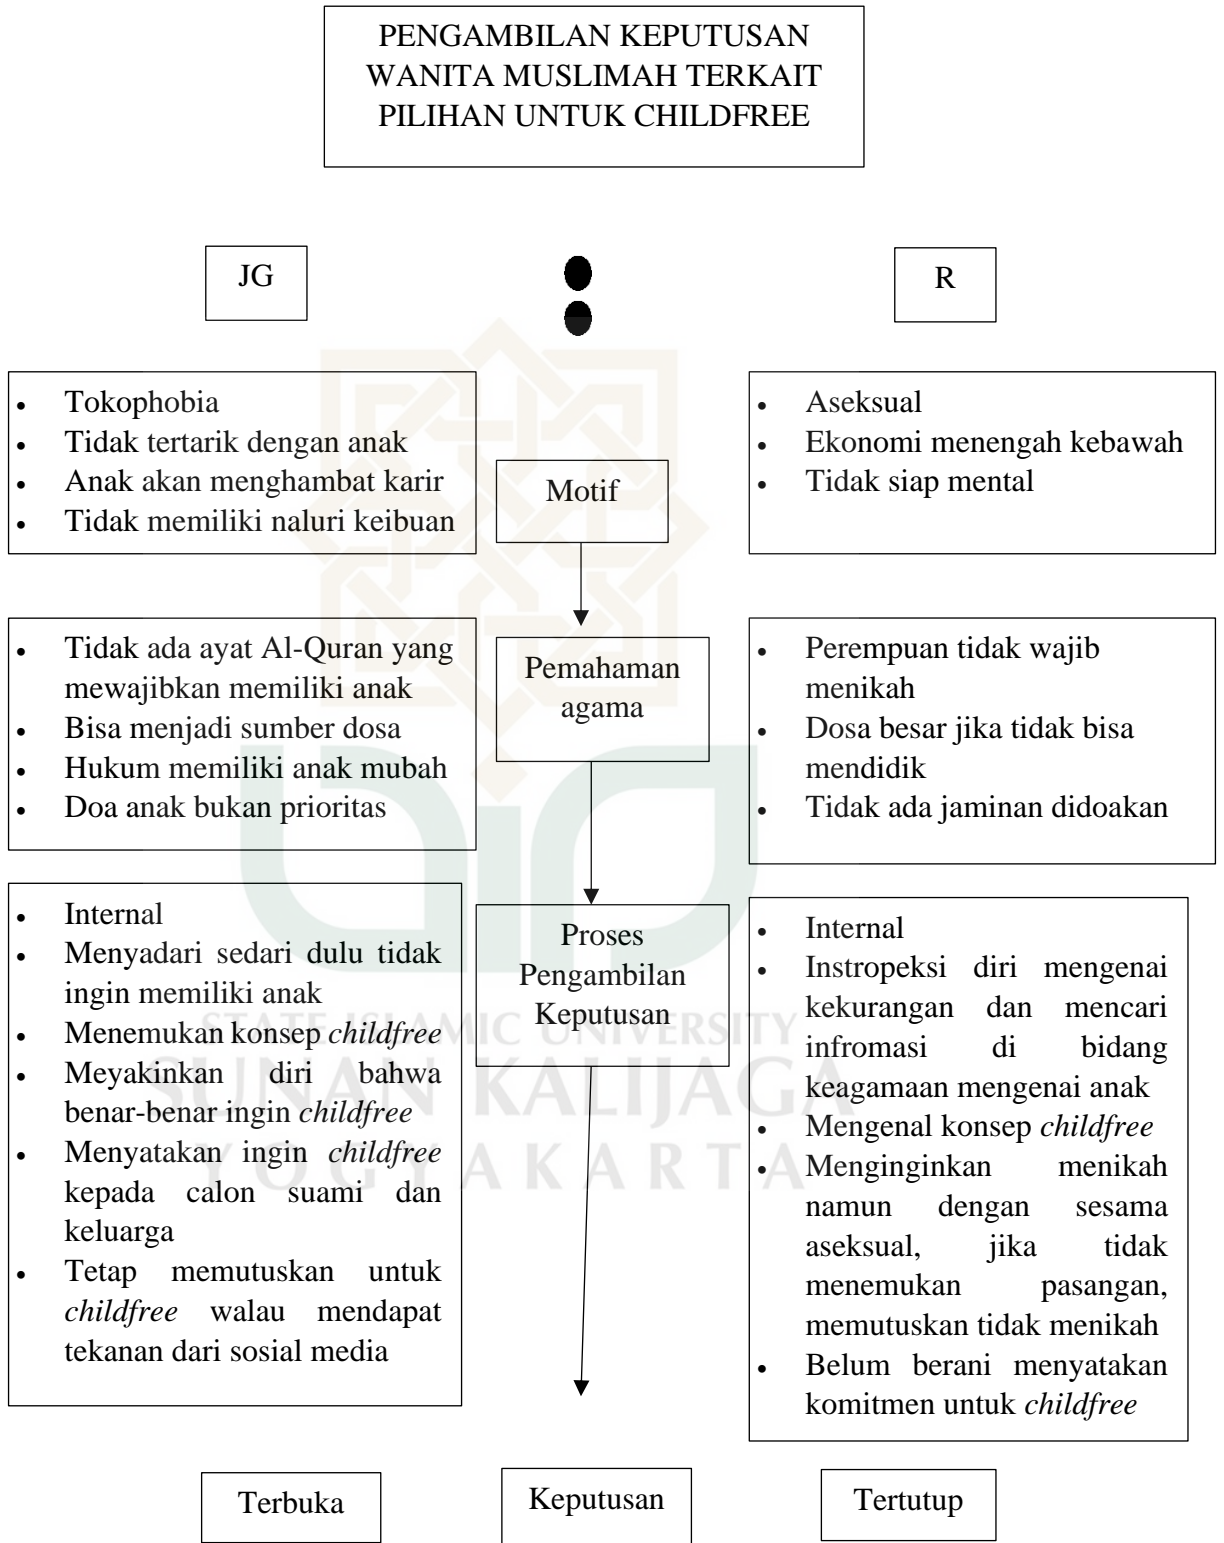 PENGAMBILAN KEPUTUSAN
WANITA MUSLIMAH TERKAIT
PILIHAN UNTUK CHILDFREE
JG
R
• Tokophobia
• Tidak tertarik dengan anak
• Anak akan menghambat karir
• Tidak memiliki naluri keibuan
Motif
• Aseksual
• Ekonomi menengah kebawah
• Tidak siap mental
• Tidak ada ayat Al-Quran yang
mewajibkan memiliki anak
• Bisa menjadi sumber dosa
• Hukum memiliki anak mubah
• Doa anak bukan prioritas
Pemahaman
agama
• Perempuan tidak wajib
menikah
• Dosa besar jika tidak bisa
mendidik
• Tidak ada jaminan didoakan
• Internal
• Menyadari sedari dulu tidak
ingin memiliki anak
• Menemukan konsep childfree
• Meyakinkan diri bahwa
benar-benar ingin childfree
• Menyatakan ingin childfree
kepada calon suami dan
keluarga
• Tetap memutuskan untuk
childfree walau mendapat
tekanan dari sosial media
Proses
Pengambilan
Keputusan
• Internal
• Instropeksi diri mengenai
kekurangan dan mencari
infromasi di bidang
keagamaan mengenai anak
• Mengenal konsep childfree
• Menginginkan menikah
namun dengan sesama
aseksual, jika tidak
menemukan pasangan,
memutuskan tidak menikah
• Belum berani menyatakan
komitmen untuk childfree
STATE ISLAMIC UNIVERSITY
SUNAN KALIJAGA
YOGYAKARTA
Terbuka
Keputusan
Tertutup